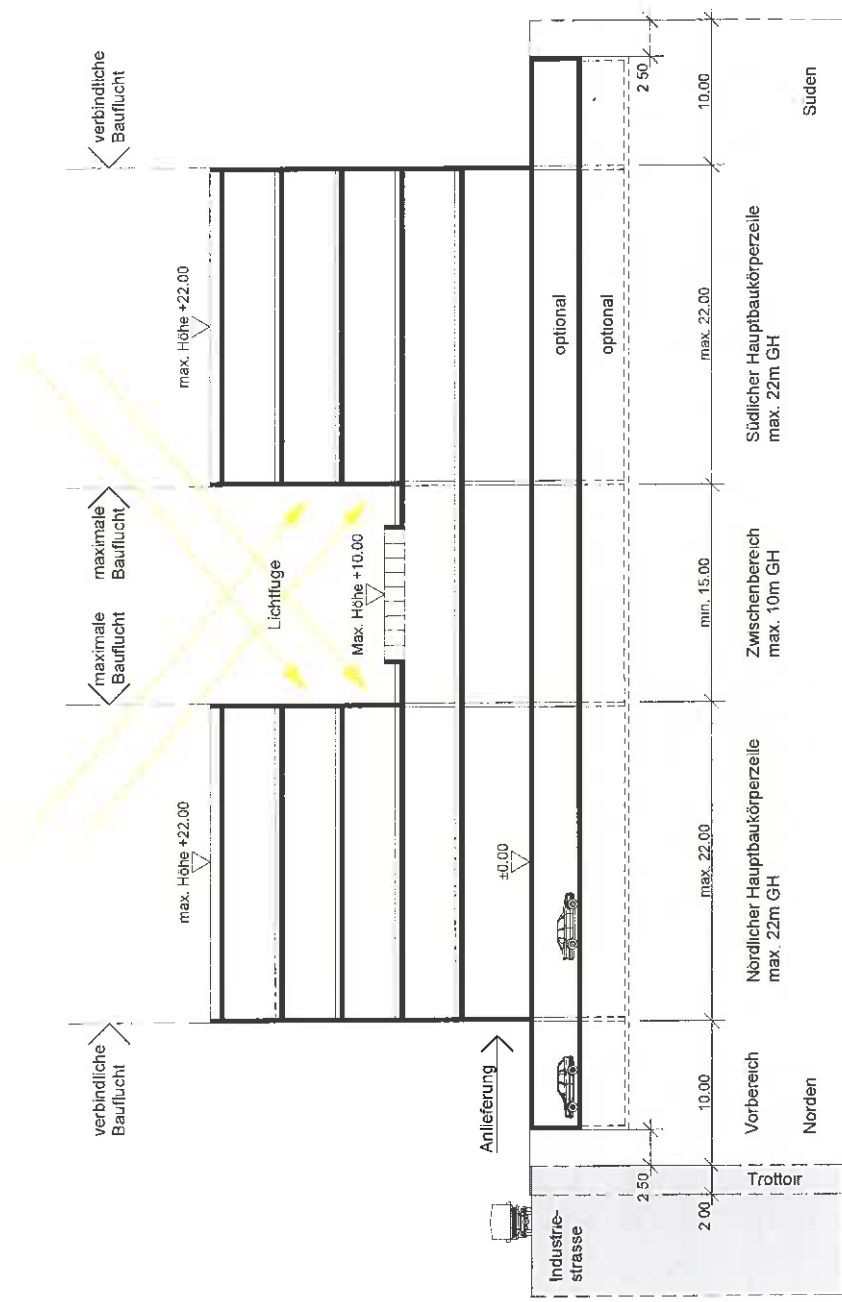 verbindliche
Bauflucht
maximale
Bauflucht
maximale
Bauflucht
verbindliche
Bauflucht
max. Höhe +22.00
max. Höhe +22.00
Lichtfuge
Max. Höhe +10.00
Anlieferung
±0.00
Industrie-
strasse
optional
optional
2.50
2.50
2.00
10.00
max. 22.00
min. 15.00
max. 22.00
10.00
Trottoir
Vorbereich
Nördlicher Hauptbaukörperzeile
max. 22m GH
Zwischenbereich
max. 10m GH
Südlicher Hauptbaukörperzeile
max. 22m GH
Norden
Süden